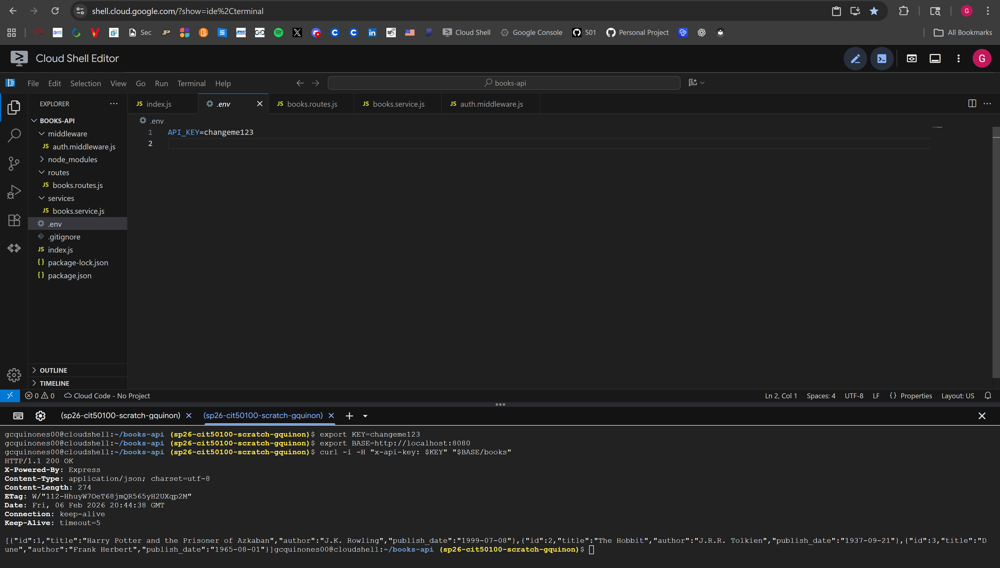 shell.cloud.google.com/?show=ide%2Cterminal
G
aes
Sec
Cloud Shell
Google Console
501
Personal Project
All Bookmarks
Cloud Shell Editor
G
File Edit Selection View Go Run Terminal Help
books-api
EXPLORER
JS index.js
.env
JS books.routes.js
JS books.service.js
JS auth.middleware.js
BOOKS-API
middleware
JS auth.middleware.js
node_modules
routes
JS books.routes.js
services
JS books.service.js
.env
.gitignore
JS index.js
{} package-lock.json
{} package.json
OUTLINE
TIMELINE
.env
1 API_KEY=changeme123
2
0 0 Cloud Code - No Project
Ln 2, Col 1 Spaces: 4 UTF-8 LF {} Properties Layout: US
(sp26-cit50100-scratch-gquinon) (sp26-cit50100-scratch-gquinon)
gcquinones00@cloudshell:~/books-api (sp26-cit50100-scratch-gquinon)$ export KEY=changeme123
gcquinones00@cloudshell:~/books-api (sp26-cit50100-scratch-gquinon)$ export BASE=http://localhost:8080
gcquinones00@cloudshell:~/books-api (sp26-cit50100-scratch-gquinon)$ curl -i -H "x-api-key: $KEY" "$BASE/books"
HTTP/1.1 200 OK
X-Powered-By: Express
Content-Type: application/json; charset=utf-8
Content-Length: 274
ETag: W/"112-HhuyW7OeT68jmQR565yH2UXqp2M"
Date: Fri, 06 Feb 2026 20:44:38 GMT
Connection: keep-alive
Keep-Alive: timeout=5
[{"id":1,"title":"Harry Potter and the Prisoner of Azkaban","author":"J.K. Rowling","publish_date":"1999-07-08"},{"id":2,"title":"The Hobbit","author":"J.R.R. Tolkien","publish_date":"1937-09-21"},{"id":3,"title":"D
une","author":"Frank Herbert","publish_date":"1965-08-01"}]gcquinones00@cloudshell:~/books-api (sp26-cit50100-scratch-gquinon)$